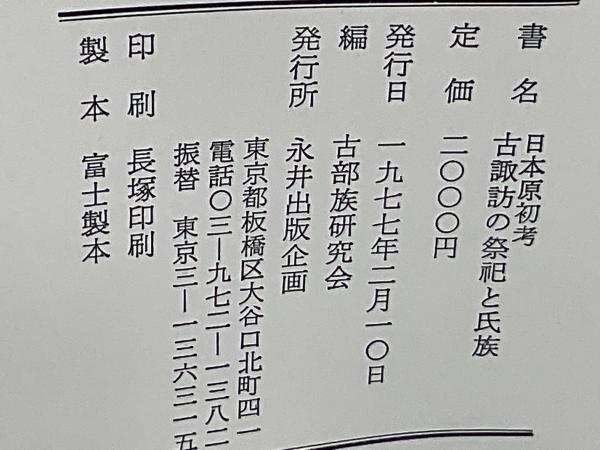 書名 日本原初考
古諏訪の祭祀と氏族
定価 二〇〇〇円
発行日 一九七七年二月一〇日
編 古部族研究会
発行所 永井出版企画
東京都板橋区大谷口北町四一
電話〇三—九七二—一三八二
振替 東京三—一三六三一五
印刷 長塚印刷
製本 富士製本